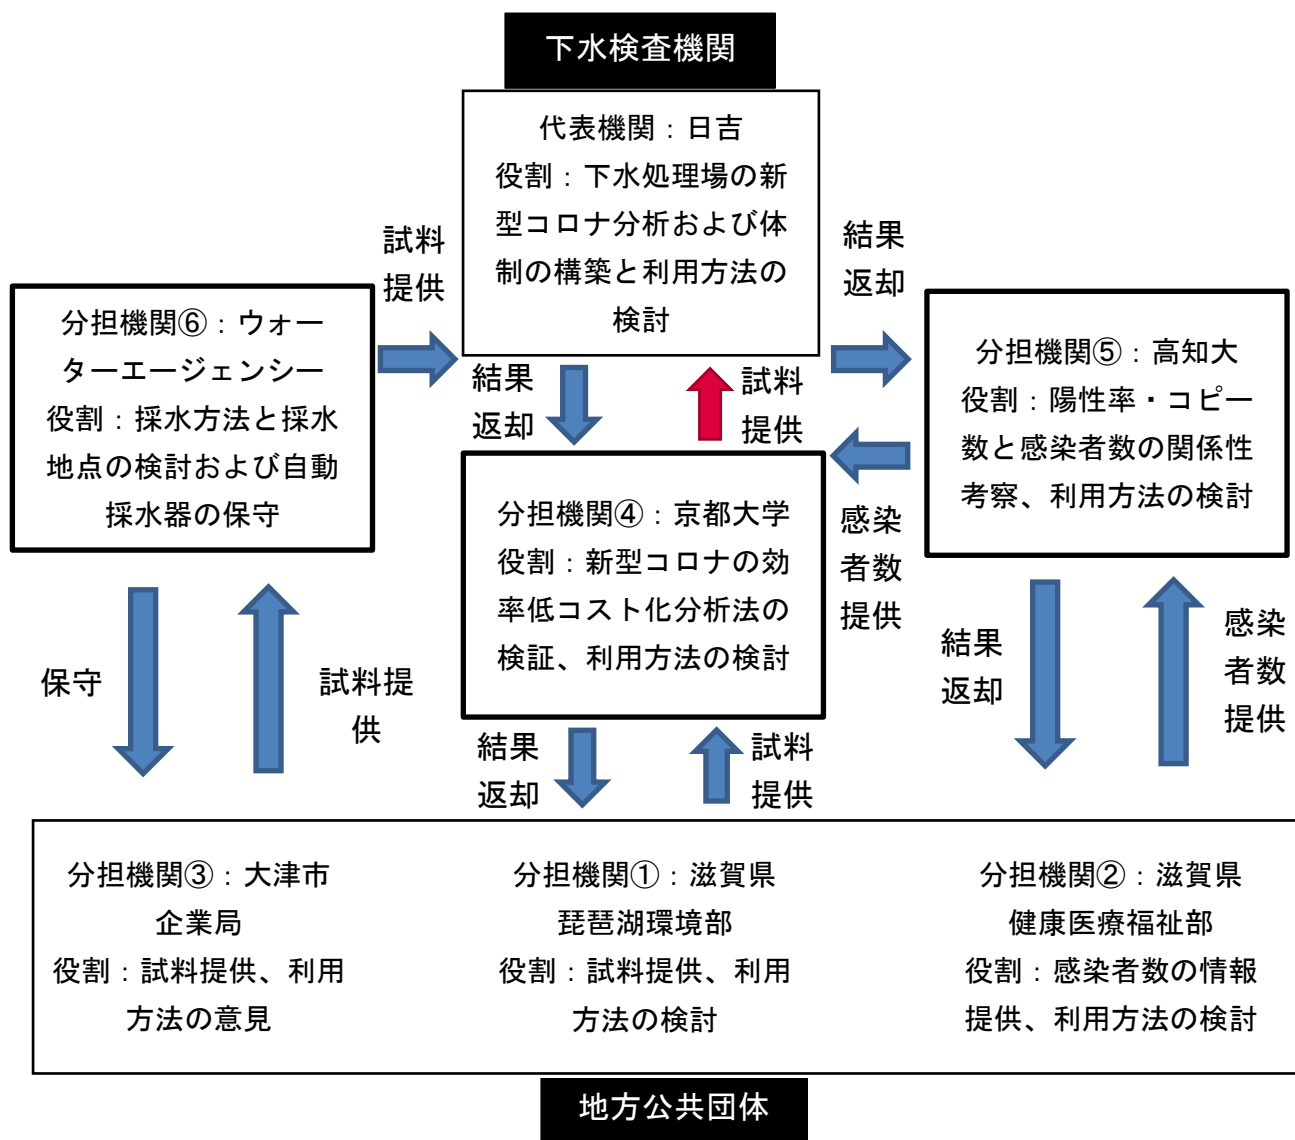 下水検査機関
代表機関：日吉
役割：下水処理場の新
型コロナ分析および体
制の構築と利用方法の
検討
試料
提供
結果
返却
分担機関⑥：ウォー
ターエージェンシー
役割：採水方法と採水
地点の検討および自動
採水器の保守
結果
返却
試料
提供
分担機関⑤：高知大
役割：陽性率・コピー
数と感染者数の関係性
考察、利用方法の検討
分担機関④：京都大学
役割：新型コロナの効
率低コスト化分析法の
検証、利用方法の検討
感染
者数
提供
保守
試料提
供
結果
返却
感染
者数
提供
結果
返却
試料
提供
分担機関③：大津市
企業局
役割：試料提供、利用
方法の意見
分担機関①：滋賀県
琵琶湖環境部
役割：試料提供、利用
方法の検討
分担機関②：滋賀県
健康医療福祉部
役割：感染者数の情報
提供、利用方法の検討
地方公共団体